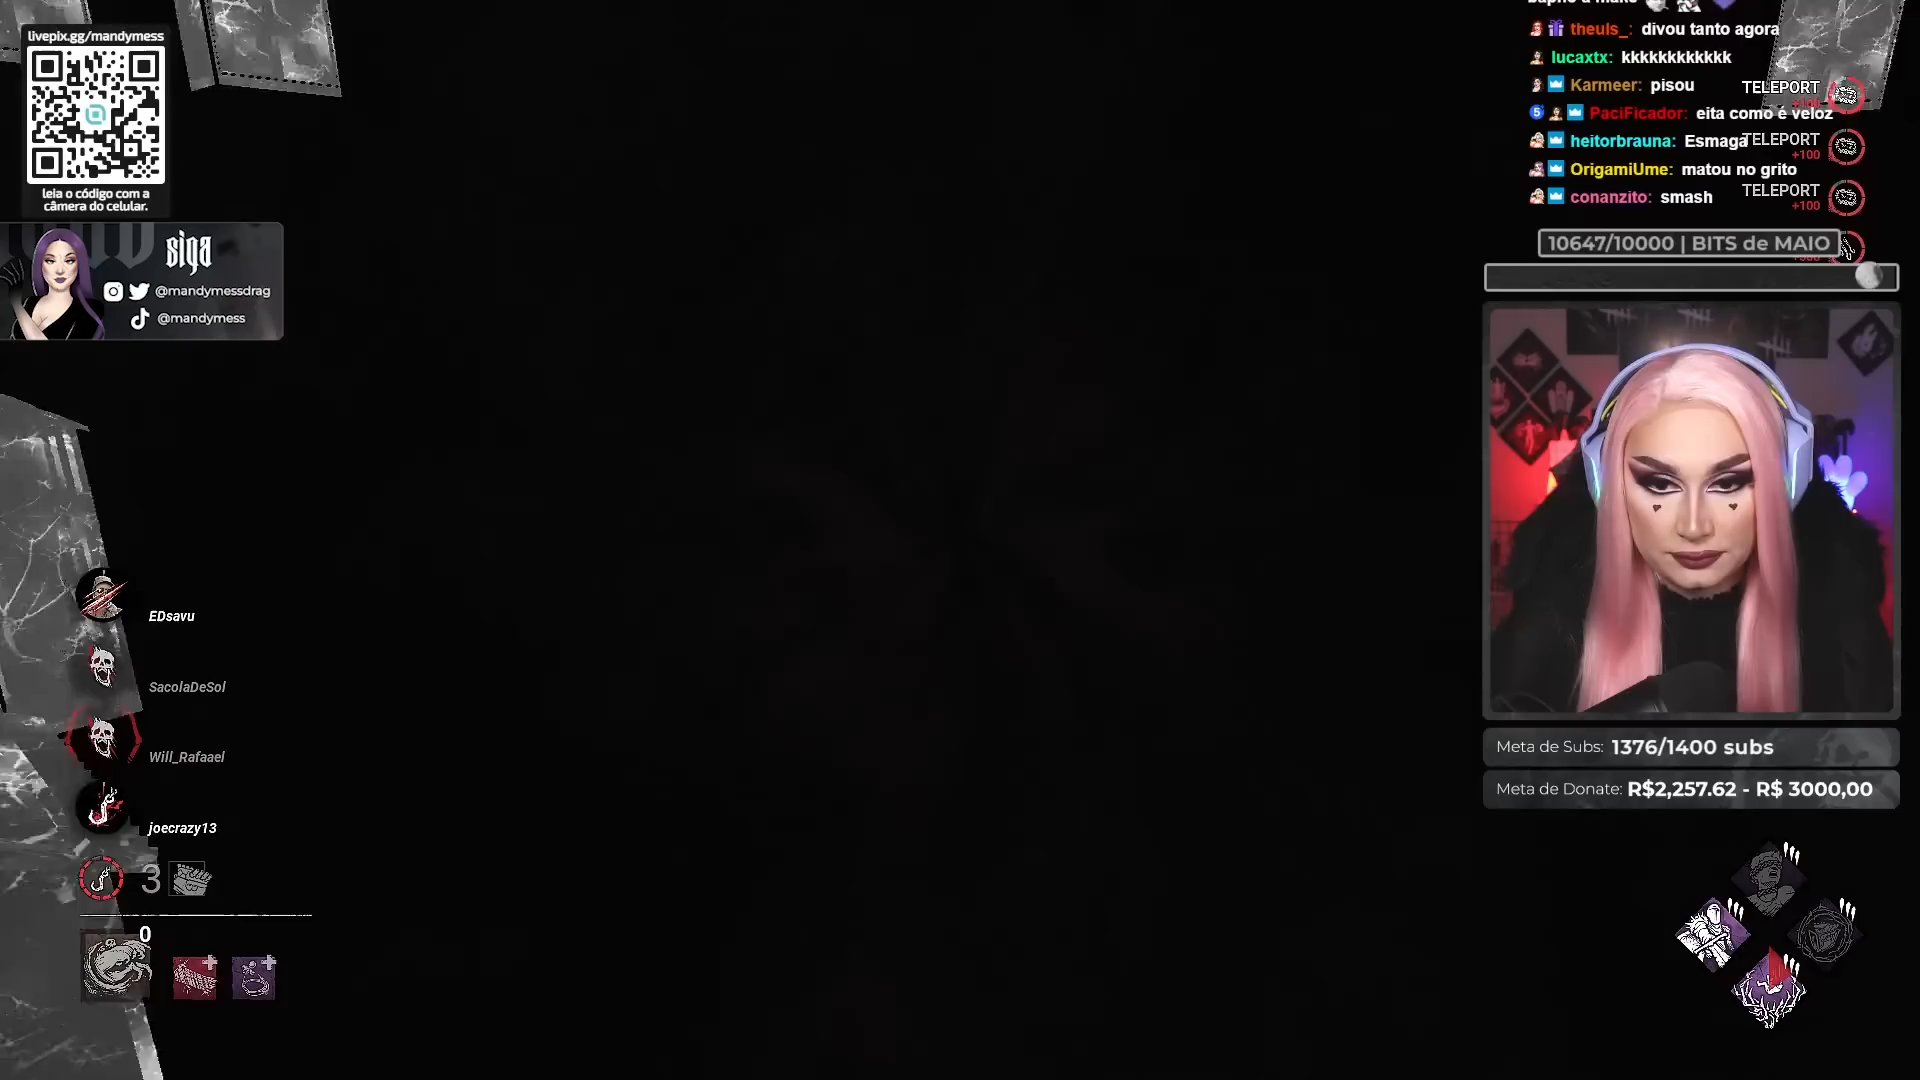 livepix.gg/mandymess
leia o código com a
câmera do celular.
siga
@mandymessdrag
@mandymess
theuls_: divou tanto agora
lucaxtx: kkkkkkkkkkkk
Karmeer: pisou
PaciFicador: eita como é veloz
heitorbrauna: Esmaga
OrigamiUme: matou no grito
conanzito: smash
TELEPORT
TELEPORT
+100
TELEPORT
+100
10647/10000 | BITS de MAIO
Meta de Subs: 1376/1400 subs
Meta de Donate: R$2,257.62 - R$ 3000,00
EDsavu
SacolaDeSol
Will_Rafaael
joecrazy13
3
0